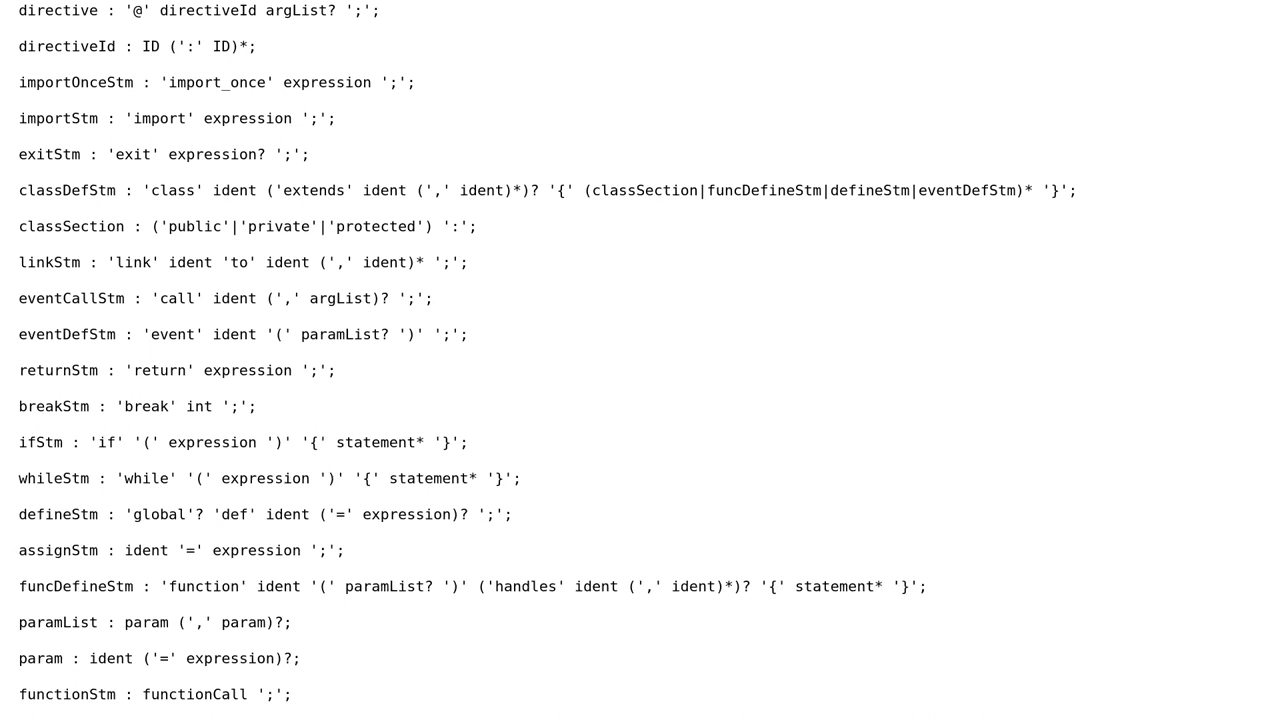 directive : '@' directiveId argList? ';';
directiveId : ID (':' ID)*;
importOnceStm : 'import_once' expression ';';
importStm : 'import' expression ';';
exitStm : 'exit' expression? ';';
classDefStm : 'class' ident ('extends' ident (',' ident)*)? '{' (classSection|funcDefineStm|defineStm|eventDefStm)* '}';
classSection : ('public'|'private'|'protected') ':';
linkStm : 'link' ident 'to' ident (',' ident)* ';';
eventCallStm : 'call' ident (',' argList)? ';';
eventDefStm : 'event' ident '(' paramList? ')' ';';
returnStm : 'return' expression ';';
breakStm : 'break' int ';';
ifStm : 'if' '(' expression ')' '{' statement* '}';
whileStm : 'while' '(' expression ')' '{' statement* '}';
defineStm : 'global'? 'def' ident ('=' expression)? ';';
assignStm : ident '=' expression ';';
funcDefineStm : 'function' ident '(' paramList? ')' ('handles' ident (',' ident)*)? '{' statement* '}';
paramList : param (',' param)?;
param : ident ('=' expression)?;
functionStm : functionCall ';';